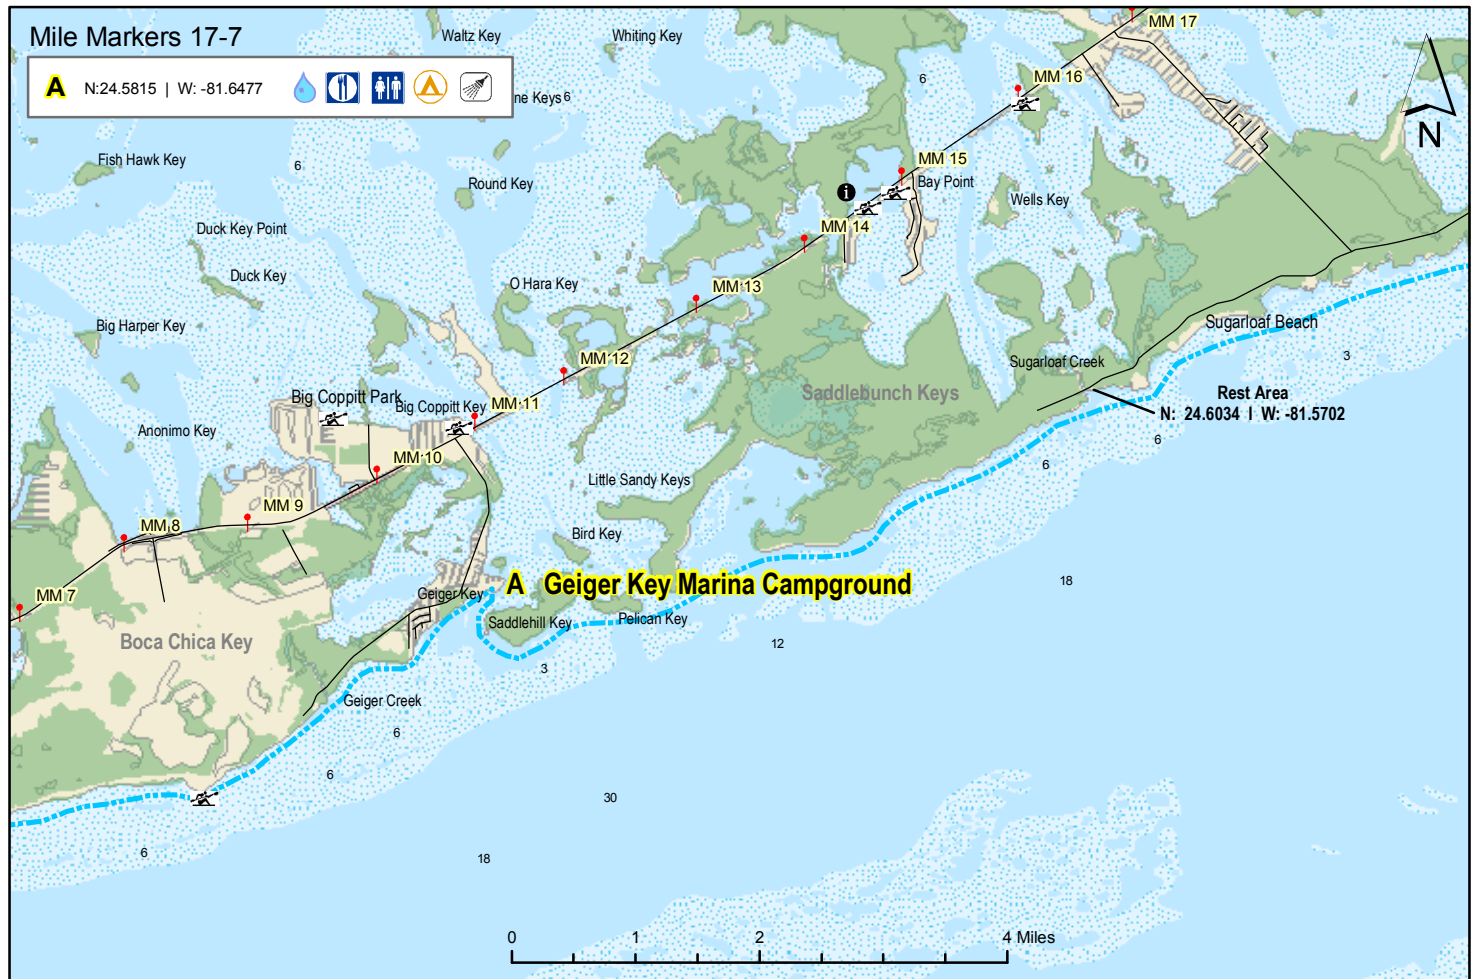 Mile Markers 17-7
A N:24.5815 | W: -81.6477
Waltz Key
Whiting Key
MM 17
6
MM 16
ne Keys 6
N
Fish Hawk Key
6
Round Key
MM 15
i
Bay Point
Wells Key
Duck Key Point
MM 14
Duck Key
O Hara Key
MM 13
Big Harper Key
Sugarloaf Beach
MM 12
3
Sugarloaf Creek
Saddlebunch Keys
Rest Area
N: 24.6034 | W: -81.5702
Big Coppitt Park
Big Coppitt Key
MM 11
Anonimo Key
6
MM 10
6
Little Sandy Keys
MM 9
MM 8
Bird Key
18
A Geiger Key Marina Campground
MM 7
Geiger Key
Saddlehill Key
Pelican Key
Boca Chica Key
12
3
Geiger Creek
6
6
30
6
18
0 1 2 4 Miles